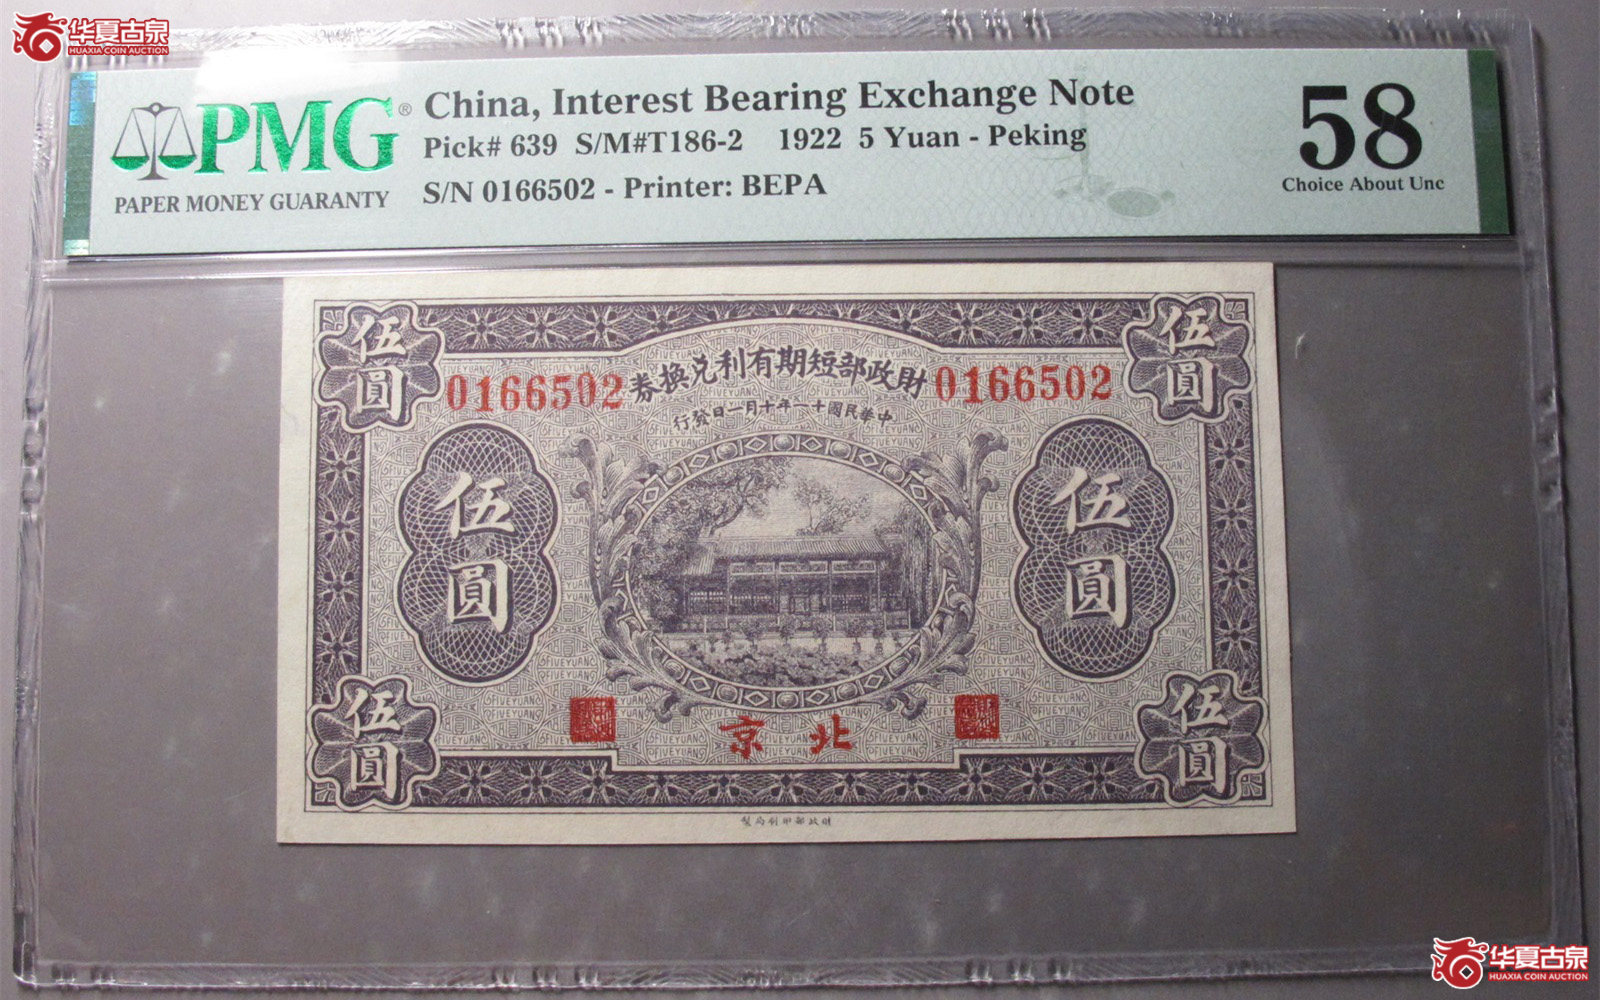 华夏古泉
HUAXIA COIN AUCTION
PMG®
PAPER MONEY GUARANTY
China, Interest Bearing Exchange Note
Pick# 639 S/M#T186-2 1922 5 Yuan - Peking
S/N 0166502 - Printer: BEPA
58
Choice About Unc
伍圓
伍圓
財政部短期有利兌換券
0166502
0166502
中華民國十一年十月一日發行
伍圓
伍圓
北京
伍圓
伍圓
財政部印刷局製
华夏古泉
HUAXIA COIN AUCTION